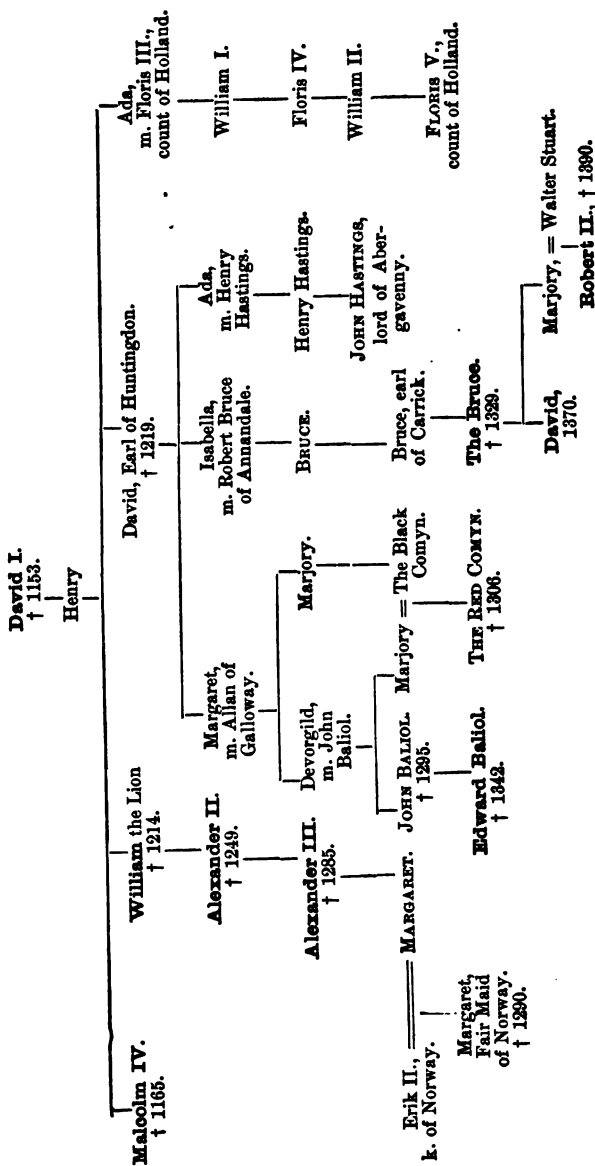 David I.
† 1153.
Henry
Malcolm IV.
† 1165.
William the Lion
† 1214.
David, Earl of Huntingdon.
† 1219.
Ada,
m. Floris III.,
count of Holland.
Alexander II.
† 1249.
Margaret,
m. Allan of
Galloway.
Isabella,
m. Robert Bruce
of Annandale.
Ada,
m. Henry
Hastings.
William I.
Alexander III.
† 1285.
Devorgild,
m. John
Baliol.
Marjory.
BRUCE.
Henry Hastings.
Floris IV.
Erik II.,
k. of Norway.
= MARGARET.
JOHN BALIOL.
† 1295.
Marjory = The Black
Comyn.
Bruce, earl
of Carrick.
JOHN HASTINGS,
lord of Aber-
gavenny.
William II.
Margaret,
Fair Maid
of Norway.
† 1290.
Edward Baliol.
† 1342.
THE RED COMYN.
† 1306.
The Bruce.
† 1329.
FLORIS V.,
count of Holland.
David,
1370.
Marjory, = Walter Stuart.
Robert II., † 1390.